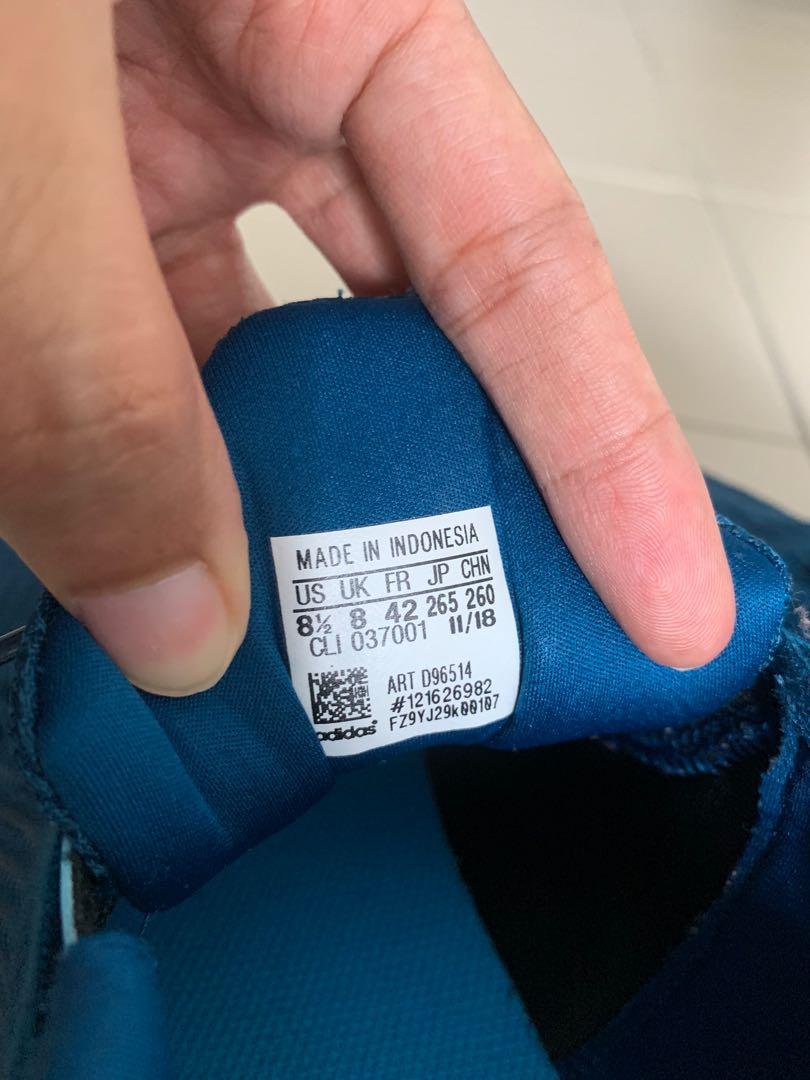 MADE IN INDONESIA
US UK FR JP CHN
8½ 8 42 265 260
CLI 037001 11/18
ART D96514
#121626982
FZ9YJ29k00107
adidas